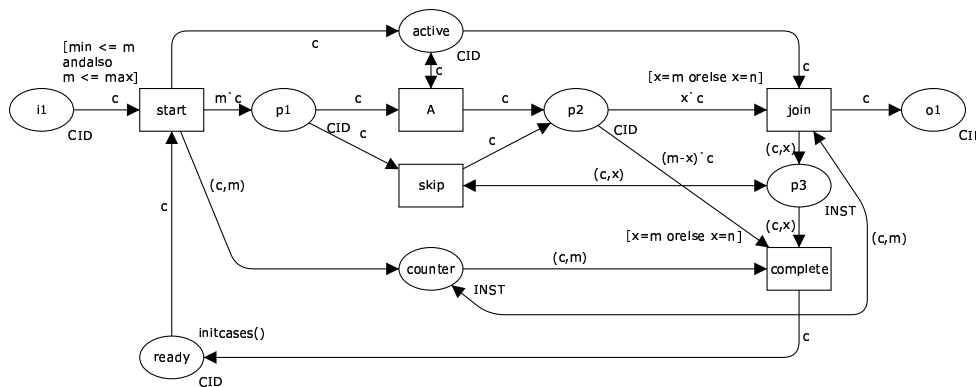 active
c
CID
[min <= m
andalso
m <= max]
c
c
[x=m orelse x=n]
i1
c
start
m`c
p1
c
A
c
p2
x`c
join
c
o1
CID
CID
c
CID
CI
c
(m-x)`c
(c,x)
(c,m)
skip
(c,x)
p3
c
INST
(c,x)
[x=m orelse x=n]
(c,m)
counter
(c,m)
complete
INST
initcases()
c
ready
CID